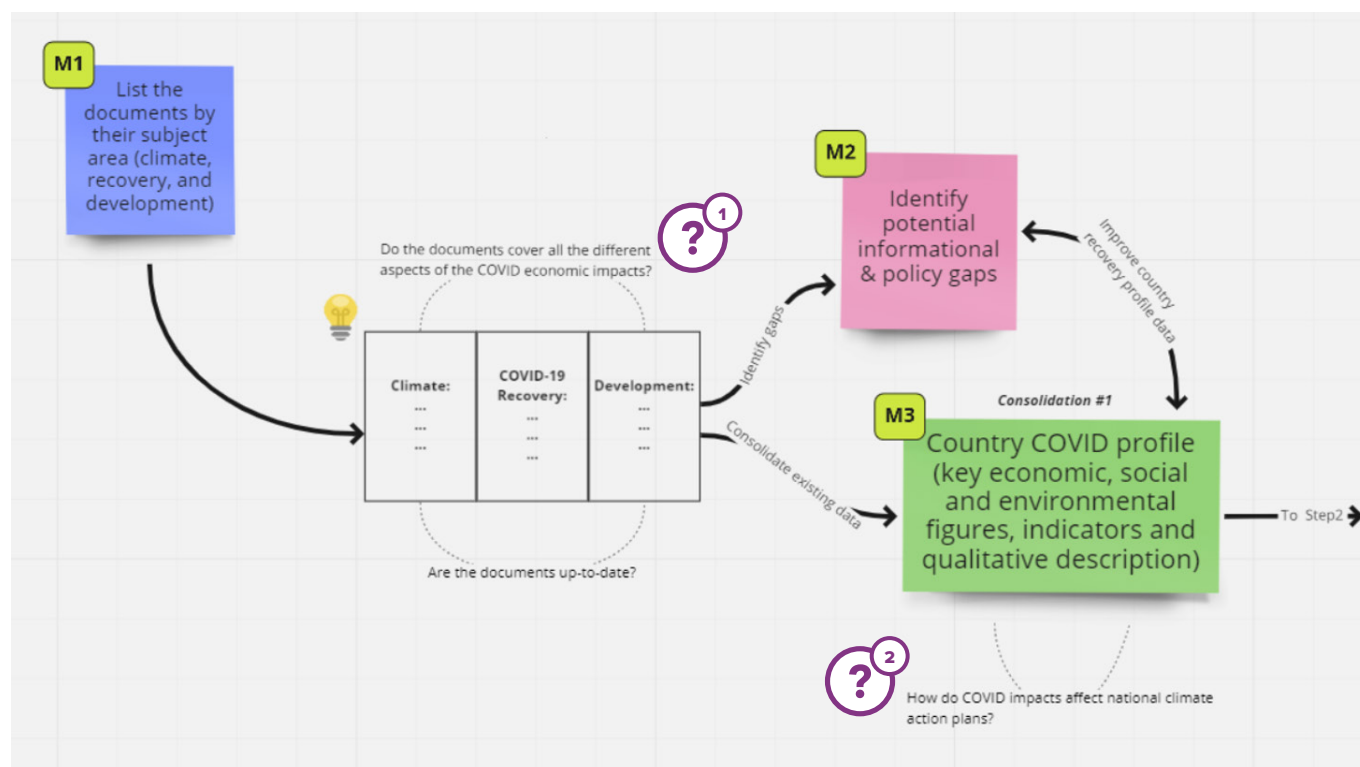 M1
List the
documents by
their subject
area (climate,
recovery, and
development)
Do the documents cover all the different
aspects of the COVID economic impacts?
?
1
Climate:
...
...
...
COVID-19
Recovery:
...
...
...
Development:
...
...
...
Are the documents up-to-date?
Identify gaps
Consolidate existing data
M2
Identify
potential
informational
& policy gaps
Improve country
recovery profile data
Consolidation #1
M3
Country COVID profile
(key economic, social
and environmental
figures, indicators and
qualitative description)
To Step2
?
2
How do COVID impacts affect national climate
action plans?